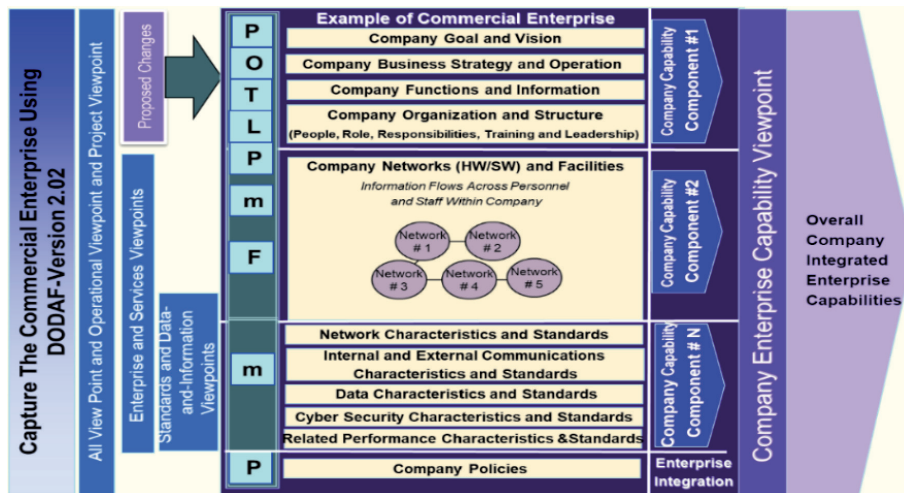 Capture The Commercial Enterprise Using
DODAF-Version 2.02
All View Point and Operational Viewpoint and Project Viewpoint
Proposed Changes
Enterprise and Services Viewpoints
Standards and Data-
and-Information
Viewpoints
P
O
T
L
P
m
F
m
P
Example of Commercial Enterprise
Company Goal and Vision
Company Business Strategy and Operation
Company Functions and Information
Company Organization and Structure
(People, Role, Responsibilities, Training and Leadership)
Company Networks (HW/SW) and Facilities
Information Flows Across Personnel
and Staff Within Company
Network
# 1
Network
# 2
Network
# 3
Network
# 4
Network
# 5
Network Characteristics and Standards
Internal and External Communications
Characteristics and Standards
Data Characteristics and Standards
Cyber Security Characteristics and Standards
Related Performance Characteristics &Standards
Company Policies
Company Capability
Component #1
Company Capability
Component #2
Company Capability
Component # N
Enterprise
Integration
Company Enterprise Capability Viewpoint
Overall
Company
Integrated
Enterprise
Capabilities